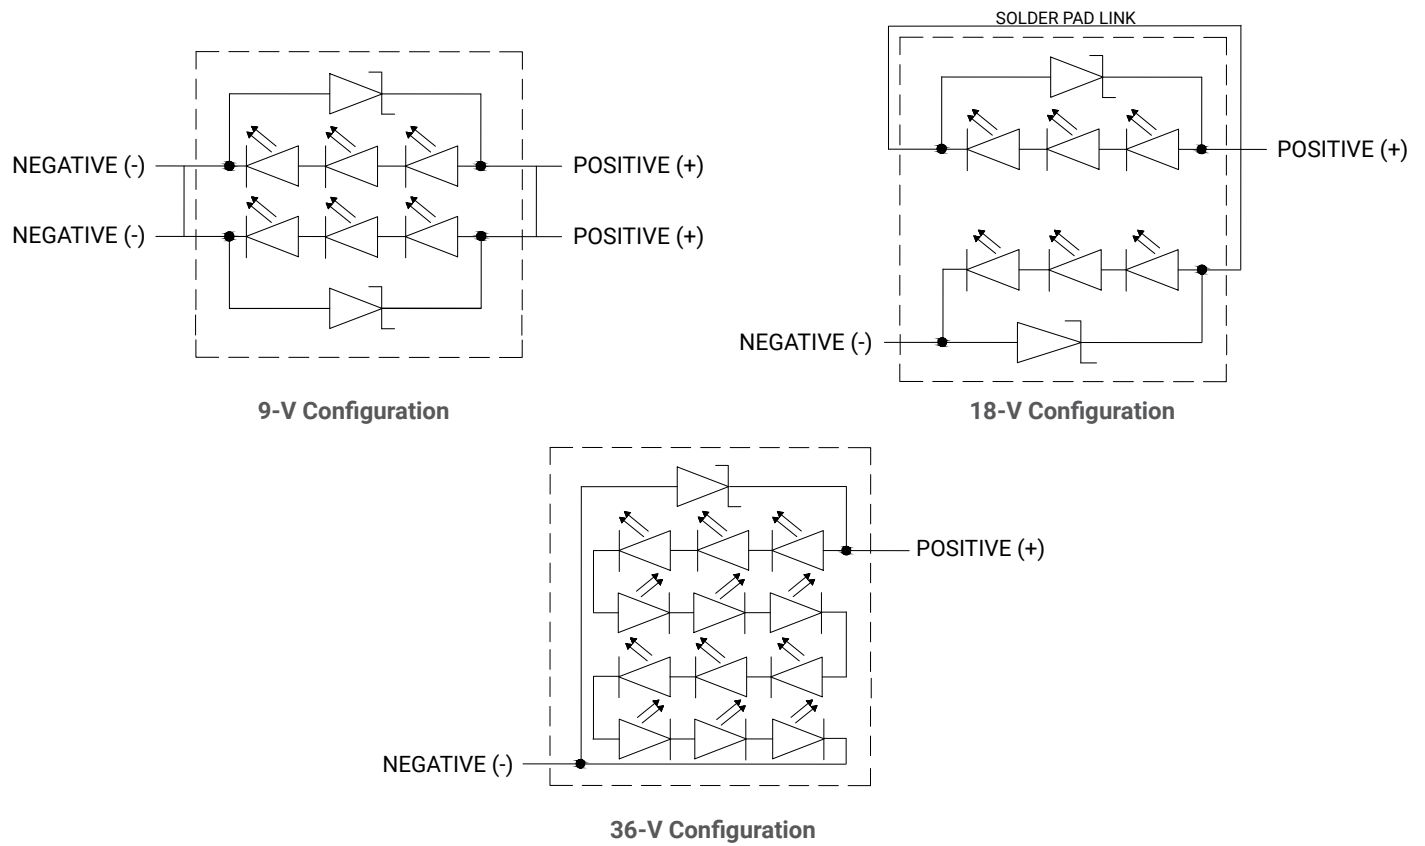 SOLDER PAD LINK
NEGATIVE (-)
POSITIVE (+)
NEGATIVE (-)
POSITIVE (+)
POSITIVE (+)
NEGATIVE (-)
9-V Configuration
18-V Configuration
POSITIVE (+)
NEGATIVE (-)
36-V Configuration